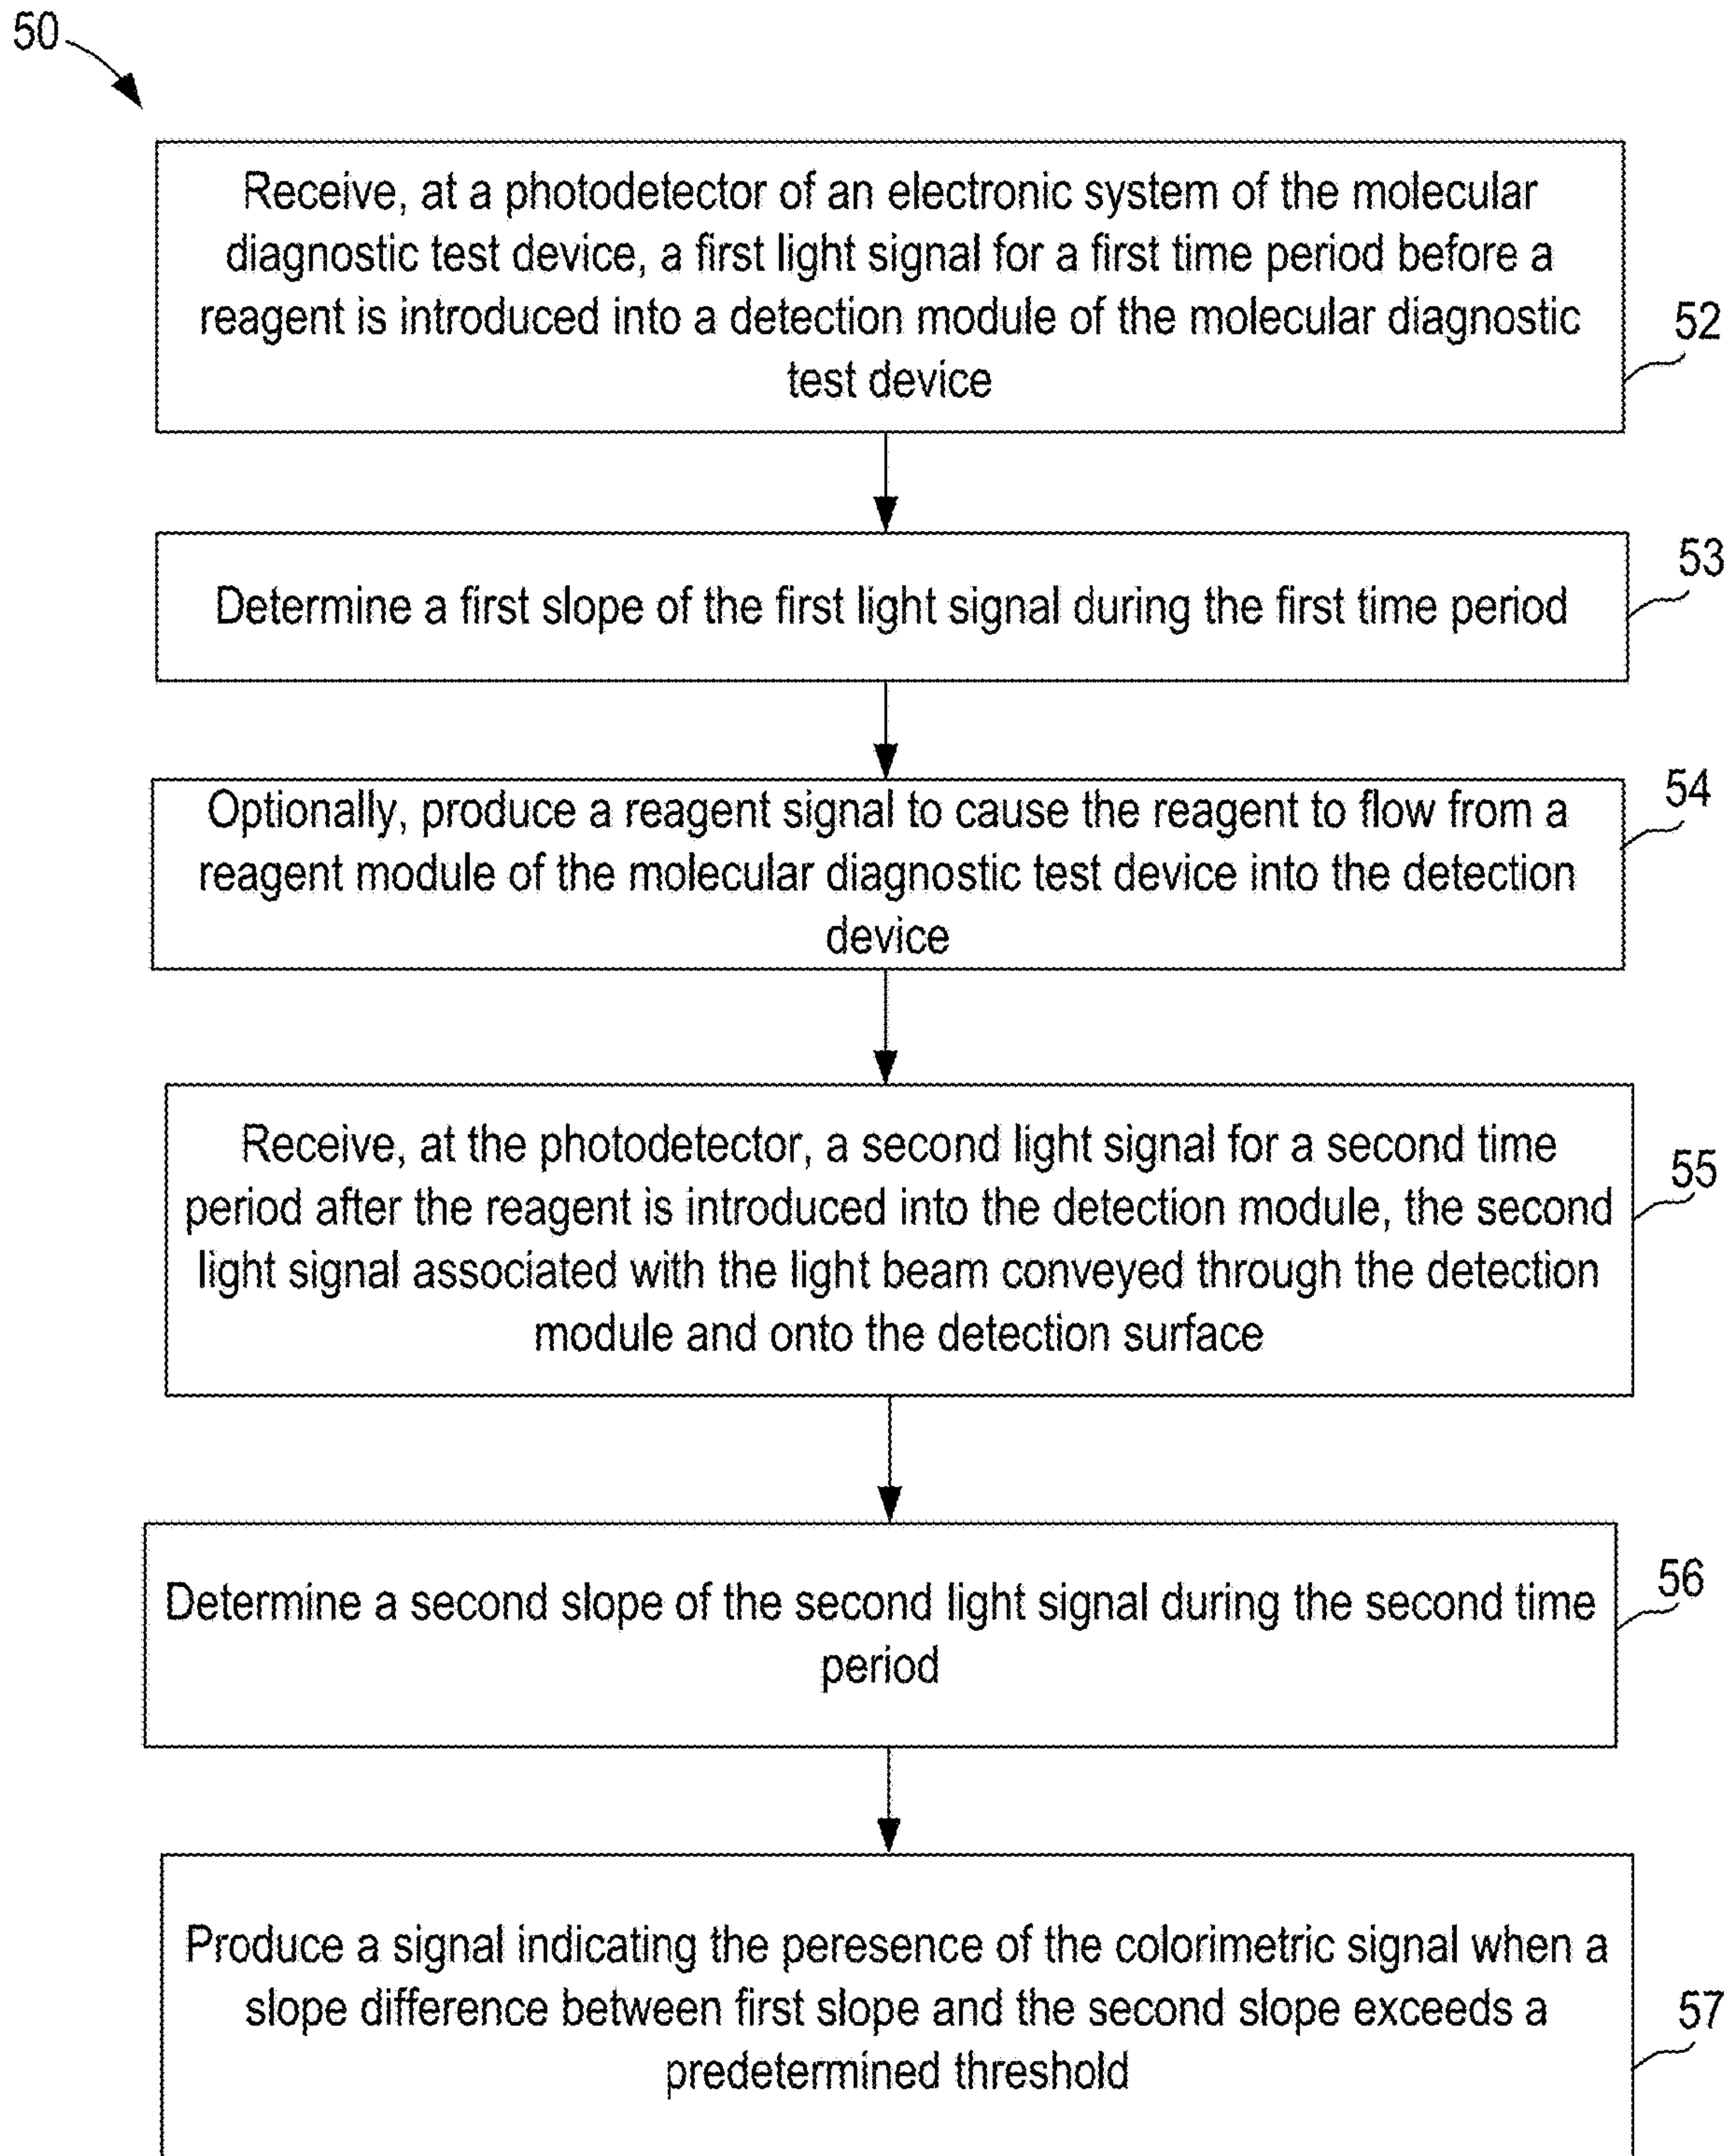 50
Receive, at a photodetector of an electronic system of the molecular
diagnostic test device, a first light signal for a first time period before a
reagent is introduced into a detection module of the molecular diagnostic
test device
52
Determine a first slope of the first light signal during the first time period
53
Optionally, produce a reagent signal to cause the reagent to flow from a
reagent module of the molecular diagnostic test device into the detection
device
54
Receive, at the photodetector, a second light signal for a second time
period after the reagent is introduced into the detection module, the second
light signal associated with the light beam conveyed through the detection
module and onto the detection surface
55
Determine a second slope of the second light signal during the second time
period
56
Produce a signal indicating the peresence of the colorimetric signal when a
slope difference between first slope and the second slope exceeds a
predetermined threshold
57